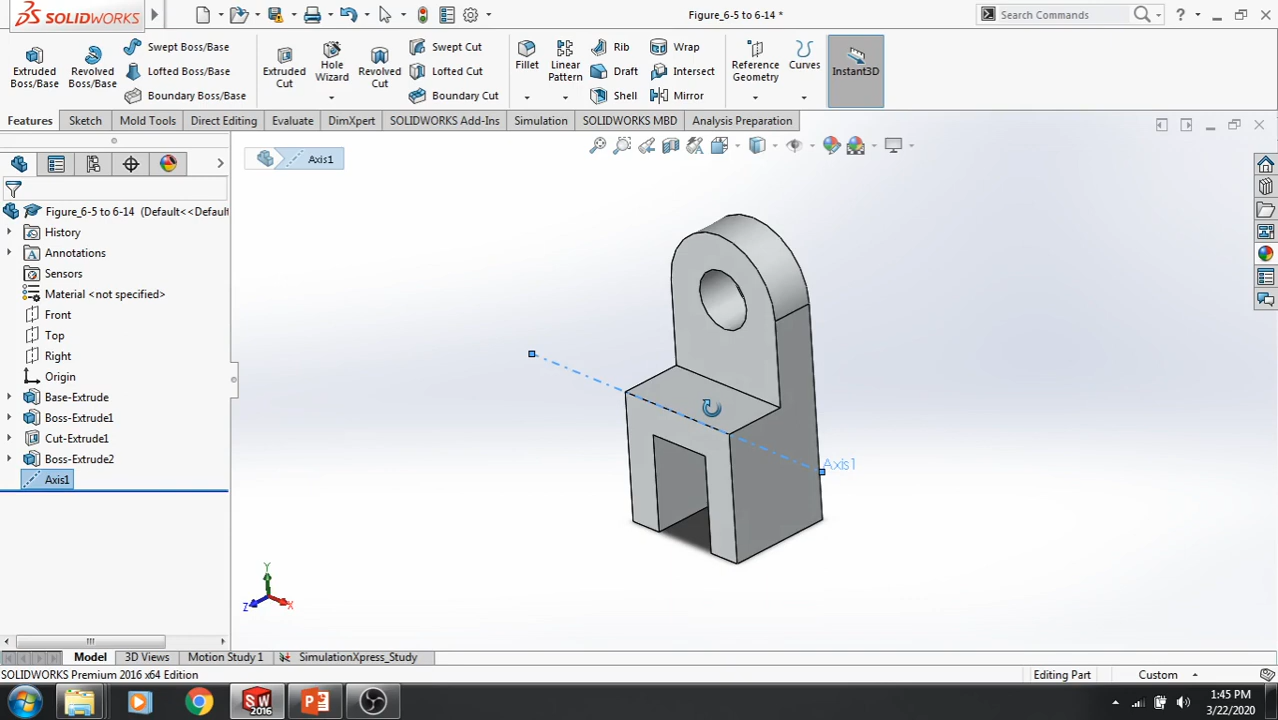 SOLIDWORKS
Figure_6-5 to 6-14 *
Search Commands
?
Extruded Boss/Base
Revolved Boss/Base
Swept Boss/Base
Lofted Boss/Base
Boundary Boss/Base
Extruded Cut
Hole Wizard
Revolved Cut
Swept Cut
Lofted Cut
Boundary Cut
Fillet
Linear Pattern
Rib
Draft
Shell
Wrap
Intersect
Mirror
Reference Geometry
Curves
Instant3D
Features
Sketch
Mold Tools
Direct Editing
Evaluate
DimXpert
SOLIDWORKS Add-Ins
Simulation
SOLIDWORKS MBD
Analysis Preparation
Axis1
Figure_6-5 to 6-14 (Default<<Defaul
History
Annotations
Sensores
Material <not specified>
Front
Top
Right
Origin
Base-Extrude
Boss-Extrude1
Cut-Extrude1
Boss-Extrude2
Axis1
Axis1
Y
Z
X
Model
3D Views
Motion Study 1
SimulationXpress_Study
SOLIDWORKS Premium 2016 x64 Edition
Editing Part
Custom
SW
2016
1:45 PM
3/22/2020